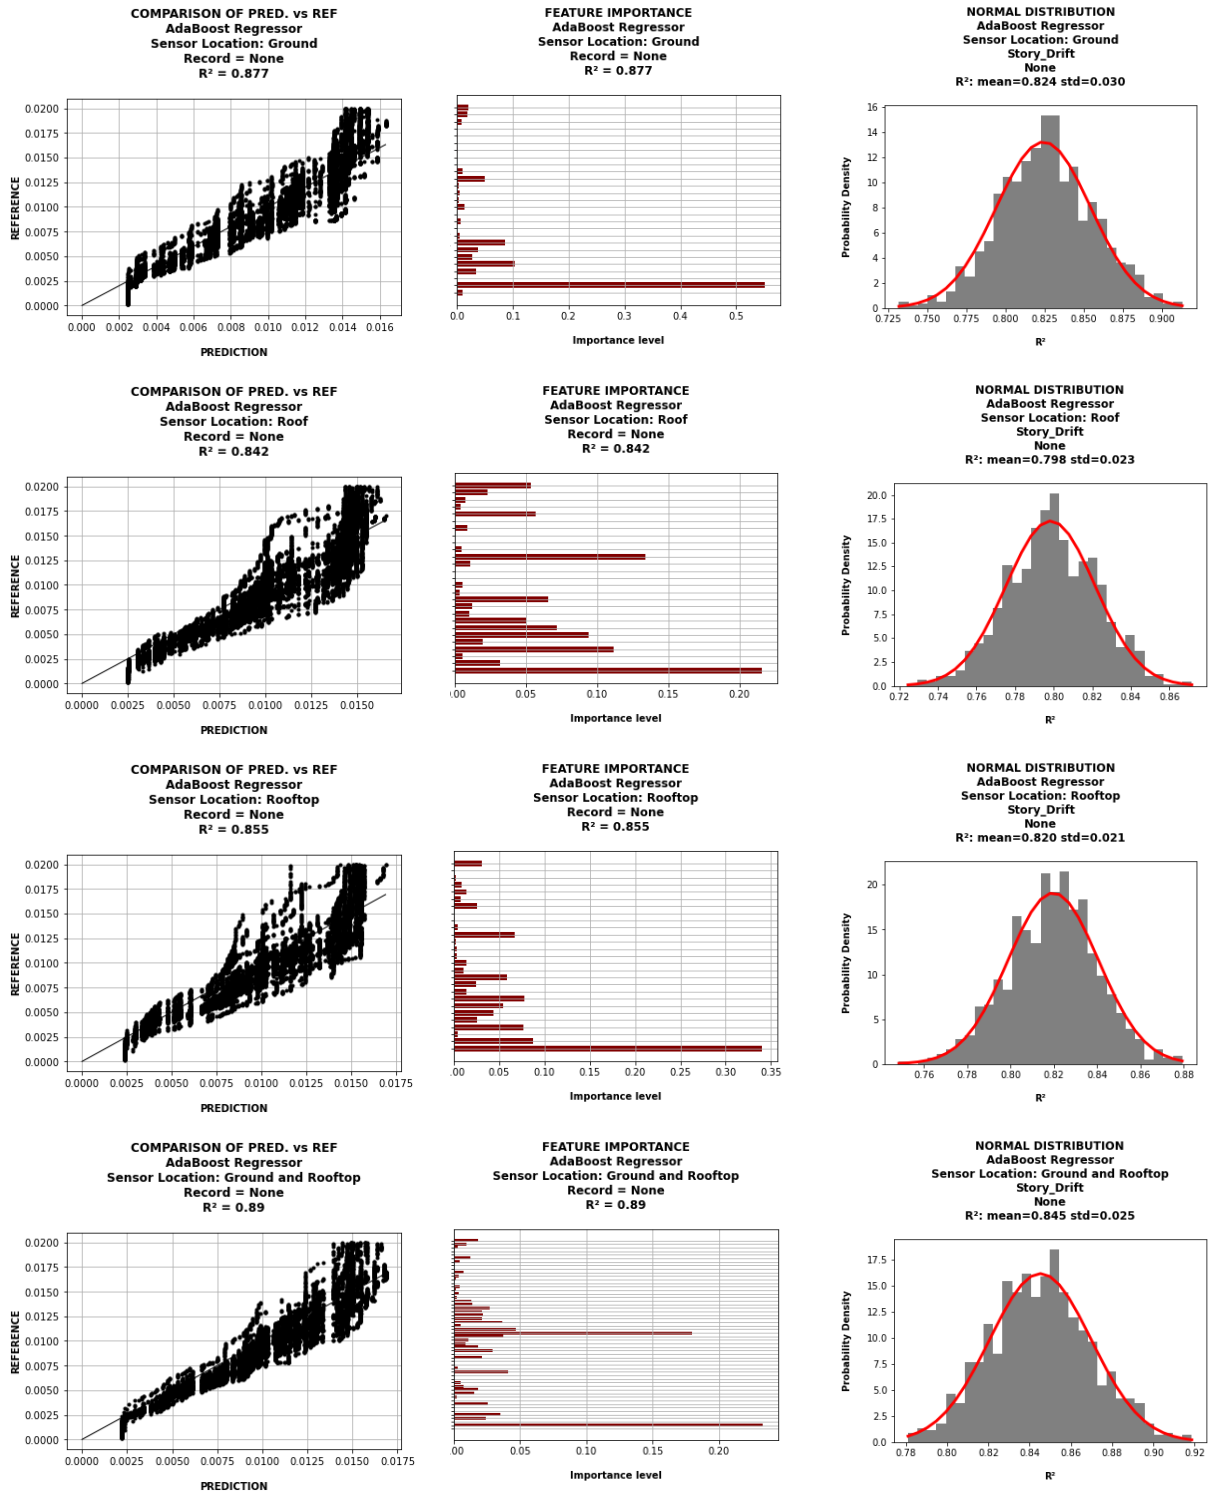 COMPARISON OF PRED. vs REF
AdaBoost Regressor
Sensor Location: Ground
Record = None
R² = 0.877
0.0200
0.0175
0.0150
0.0125
0.0100
0.0075
0.0050
0.0025
0.0000
REFERENCE
0.000 0.002 0.004 0.006 0.008 0.010 0.012 0.014 0.016
PREDICTION
FEATURE IMPORTANCE
AdaBoost Regressor
Sensor Location: Ground
Record = None
R² = 0.877
0.0 0.1 0.2 0.3 0.4 0.5
Importance level
NORMAL DISTRIBUTION
AdaBoost Regressor
Sensor Location: Ground
Story_Drift
None
R²: mean=0.824 std=0.030
16
14
12
10
8
6
4
2
0
Probability Density
0.725 0.750 0.775 0.800 0.825 0.850 0.875 0.900
R²
COMPARISON OF PRED. vs REF
AdaBoost Regressor
Sensor Location: Roof
Record = None
R² = 0.842
0.0200
0.0175
0.0150
0.0125
0.0100
0.0075
0.0050
0.0025
0.0000
REFERENCE
0.0000 0.0025 0.0050 0.0075 0.0100 0.0125 0.0150
PREDICTION
FEATURE IMPORTANCE
AdaBoost Regressor
Sensor Location: Roof
Record = None
R² = 0.842
.00 0.05 0.10 0.15 0.20
Importance level
NORMAL DISTRIBUTION
AdaBoost Regressor
Sensor Location: Roof
Story_Drift
None
R²: mean=0.798 std=0.023
20.0
17.5
15.0
12.5
10.0
7.5
5.0
2.5
0.0
Probability Density
0.72 0.74 0.76 0.78 0.80 0.82 0.84 0.86
R²
COMPARISON OF PRED. vs REF
AdaBoost Regressor
Sensor Location: Rooftop
Record = None
R² = 0.855
0.0200
0.0175
0.0150
0.0125
0.0100
0.0075
0.0050
0.0025
0.0000
REFERENCE
0.0000 0.0025 0.0050 0.0075 0.0100 0.0125 0.0150 0.0175
PREDICTION
FEATURE IMPORTANCE
AdaBoost Regressor
Sensor Location: Rooftop
Record = None
R² = 0.855
.00 0.05 0.10 0.15 0.20 0.25 0.30 0.35
Importance level
NORMAL DISTRIBUTION
AdaBoost Regressor
Sensor Location: Rooftop
Story_Drift
None
R²: mean=0.820 std=0.021
20
15
10
5
0
Probability Density
0.76 0.78 0.80 0.82 0.84 0.86 0.88
R²
COMPARISON OF PRED. vs REF
AdaBoost Regressor
Sensor Location: Ground and Rooftop
Record = None
R² = 0.89
0.0200
0.0175
0.0150
0.0125
0.0100
0.0075
0.0050
0.0025
0.0000
REFERENCE
0.0000 0.0025 0.0050 0.0075 0.0100 0.0125 0.0150 0.0175
PREDICTION
FEATURE IMPORTANCE
AdaBoost Regressor
Sensor Location: Ground and Rooftop
Record = None
R² = 0.89
.00 0.05 0.10 0.15 0.20
Importance level
NORMAL DISTRIBUTION
AdaBoost Regressor
Sensor Location: Ground and Rooftop
Story_Drift
None
R²: mean=0.845 std=0.025
17.5
15.0
12.5
10.0
7.5
5.0
2.5
0.0
Probability Density
0.78 0.80 0.82 0.84 0.86 0.88 0.90 0.92
R²